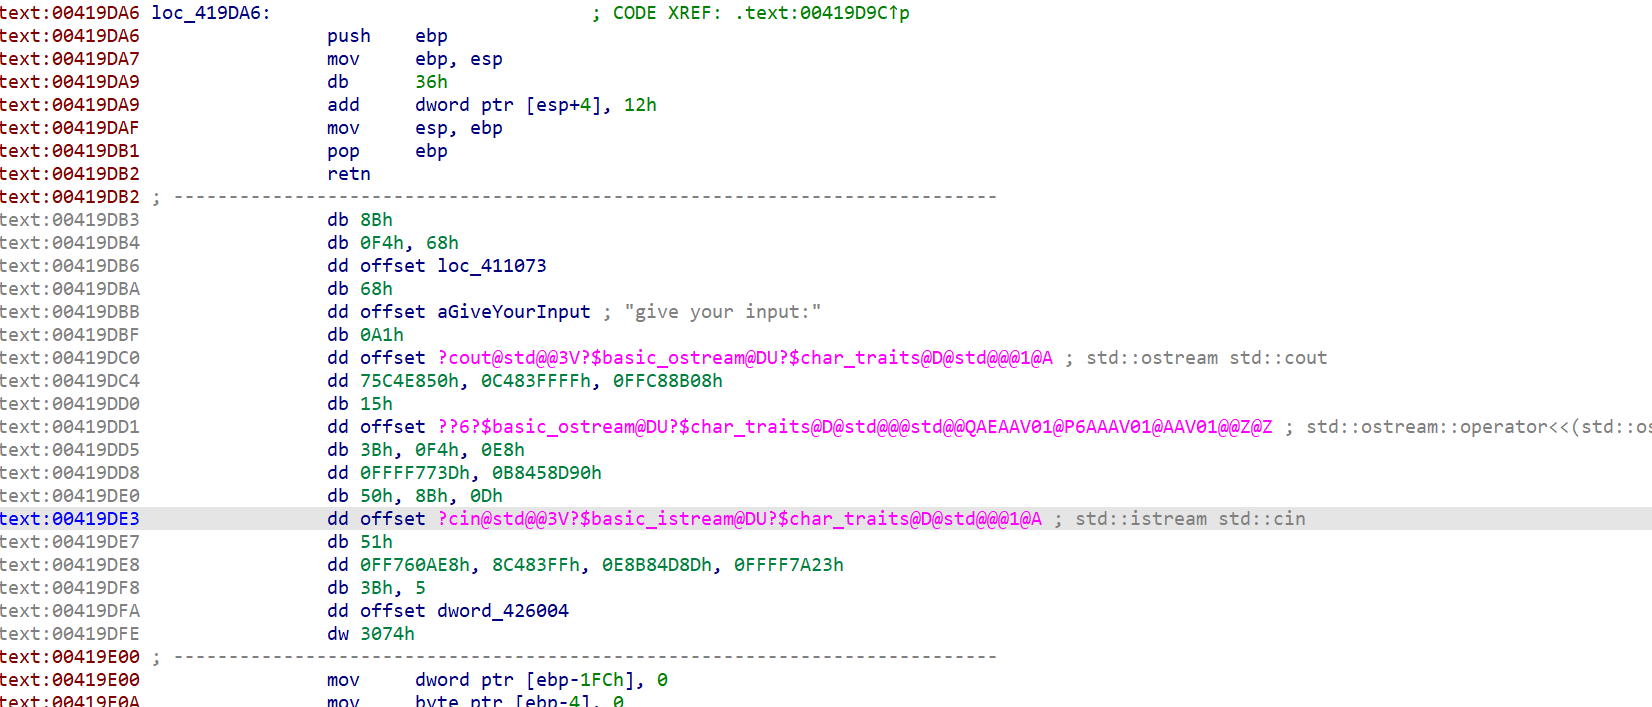 text:00419DA6 loc_419DA6: ; CODE XREF: .text:00419D9C↑p
text:00419DA6 push ebp
text:00419DA7 mov ebp, esp
text:00419DA9 db 36h
text:00419DA9 add dword ptr [esp+4], 12h
text:00419DAF mov esp, ebp
text:00419DB1 pop ebp
text:00419DB2 retn
text:00419DB2 ; ---------------------------------------------------------------------------
text:00419DB3 db 8Bh
text:00419DB4 db 0F4h, 68h
text:00419DB6 dd offset loc_411073
text:00419DBA db 68h
text:00419DBB dd offset aGiveYourInput ; "give your input:"
text:00419DBF db 0A1h
text:00419DC0 dd offset ?cout@std@@3V?$basic_ostream@DU?$char_traits@D@std@@@1@A ; std::ostream std::cout
text:00419DC4 dd 75C4E850h, 0C483FFFFh, 0FFC88B08h
text:00419DD0 db 15h
text:00419DD1 dd offset ??6?$basic_ostream@DU?$char_traits@D@std@@@std@@QAEAAV01@P6AAAV01@AAV01@@Z@Z ; std::ostream::operator<<(std::os
text:00419DD5 db 3Bh, 0F4h, 0E8h
text:00419DD8 dd 0FFFF773Dh, 0B8458D90h
text:00419DE0 db 50h, 8Bh, 0Dh
text:00419DE3 dd offset ?cin@std@@3V?$basic_istream@DU?$char_traits@D@std@@@1@A ; std::istream std::cin
text:00419DE7 db 51h
text:00419DE8 dd 0FF760AE8h, 8C483FFh, 0E8B84D8Dh, 0FFFF7A23h
text:00419DF8 db 3Bh, 5
text:00419DFA dd offset dword_426004
text:00419DFE dw 3074h
text:00419E00 ; ---------------------------------------------------------------------------
text:00419E00 mov dword ptr [ebp-1FCh], 0
text:00419E0A mov byte ptr [ebp-4], 0